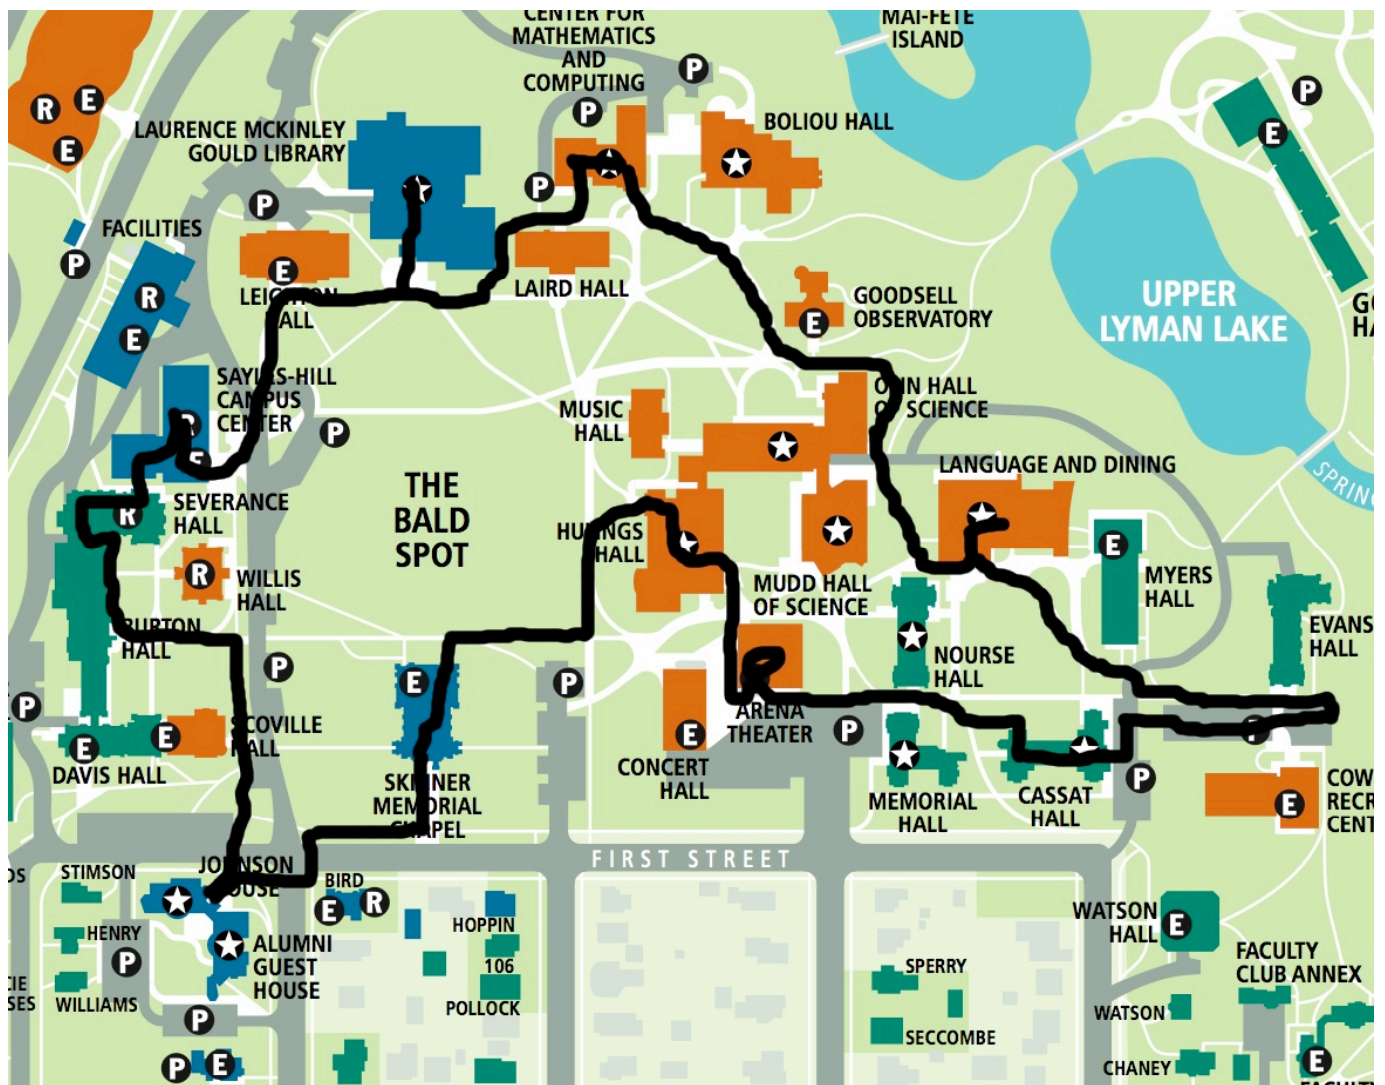 CENTER FOR
MATHEMATICS
AND
COMPUTING
MAI-FETE
ISLAND
P
P
P
R
E
E
LAURENCE MCKINLEY
GOULD LIBRARY
BOLIOU HALL
E
P
P
P
FACILITIES
R
E
E
LAIRD HALL
GOODSELL
OBSERVATORY
E
UPPER
LYMAN LAKE
HALL
CENTER
P
MUSIC
HALL
THE
BALD
SPOT
LANGUAGE AND DINING
SPRING
SEVERANCE
HALL
R
R
WILLIS
HALL
HALL
MUDD HALL
OF SCIENCE
E
MYERS
HALL
EVANS
HALL
HALL
P
P
E
P
NOURSE
HALL
E
E
DAVIS HALL
E
CONCERT
HALL
ARENA
THEATER
P
P
MEMORIAL
HALL
CASSAT
HALL
E
MEMORIAL
FIRST STREET
STIMSON
BIRD
E
R
HENRY
P
WILLIAMS
ALUMNI
GUEST
HOUSE
HOPPIN
106
POLLOCK
P
P
E
SPERRY
SECCOMBE
WATSON
HALL
E
FACULTY
CLUB ANNEX
WATSON
CHANEY
E